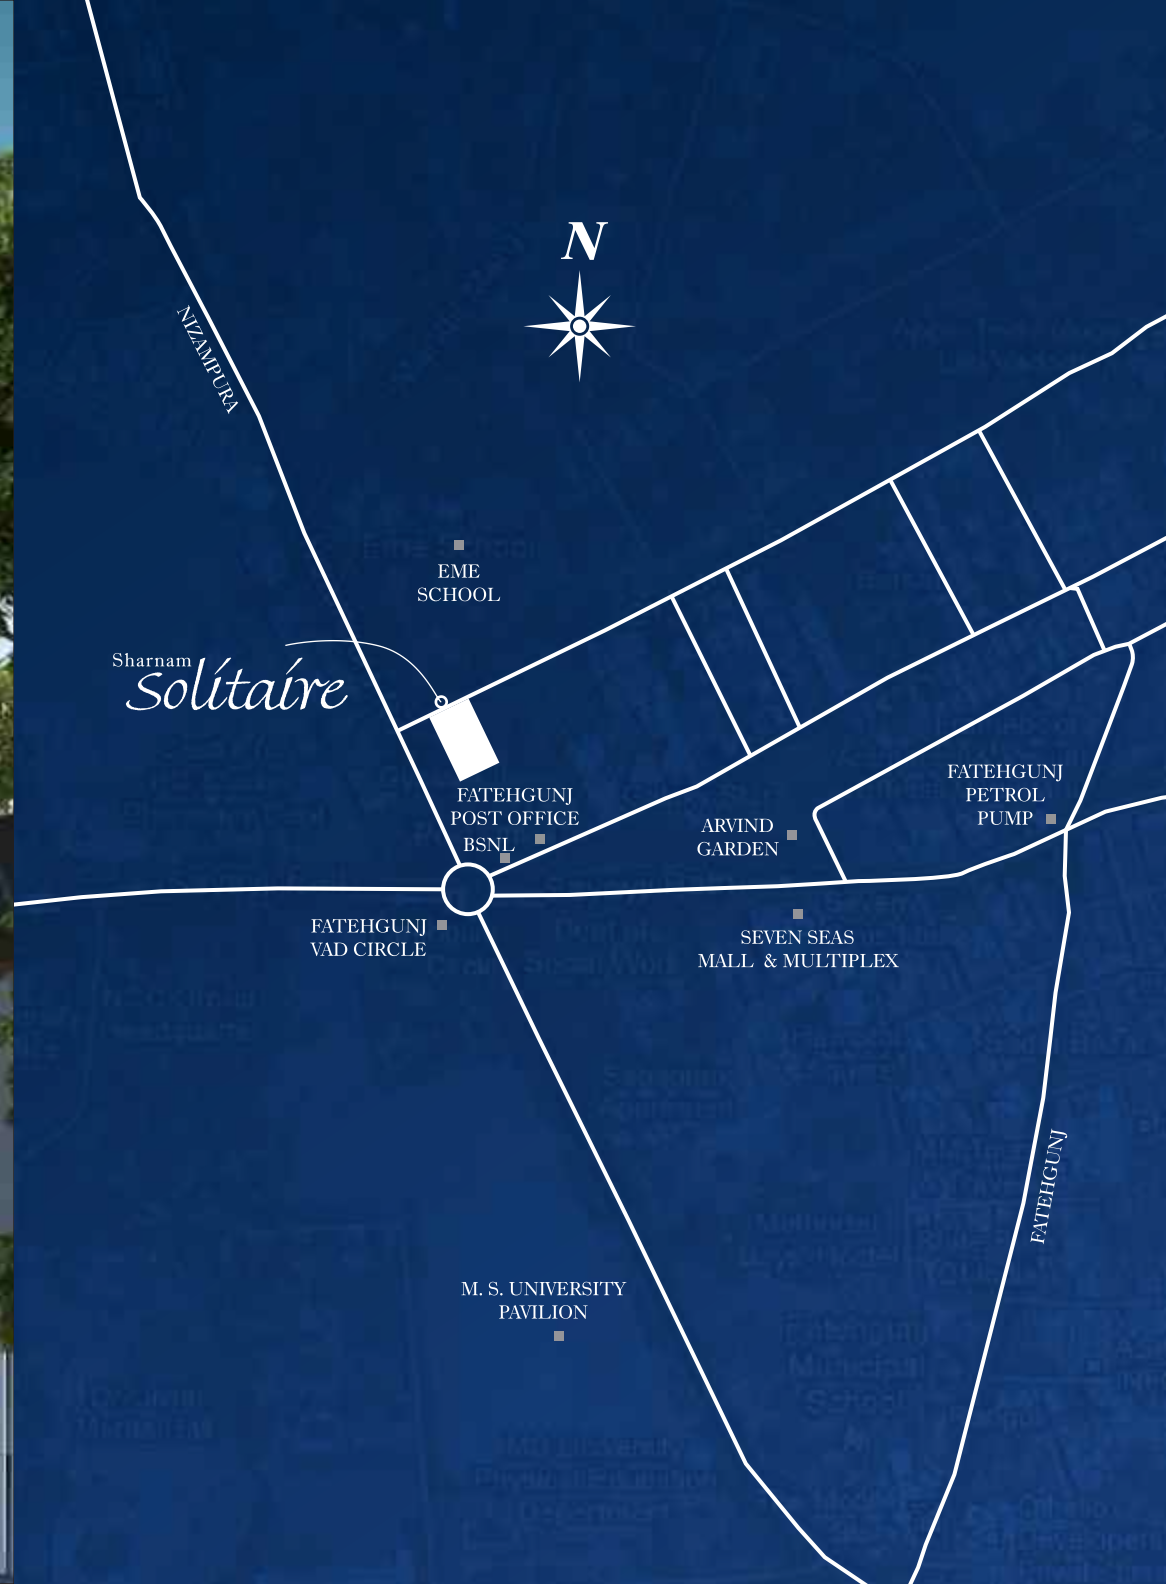 N
NIZAMPURA
EME
SCHOOL
Sharnam
Solitaire
FATEHGUNJ
POST OFFICE
BSNL
ARVIND
GARDEN
FATEHGUNJ
PETROL
PUMP
FATEHGUNJ
VAD CIRCLE
SEVEN SEAS
MALL & MULTIPLEX
FATEHGUNJ
M. S. UNIVERSITY
PAVILION